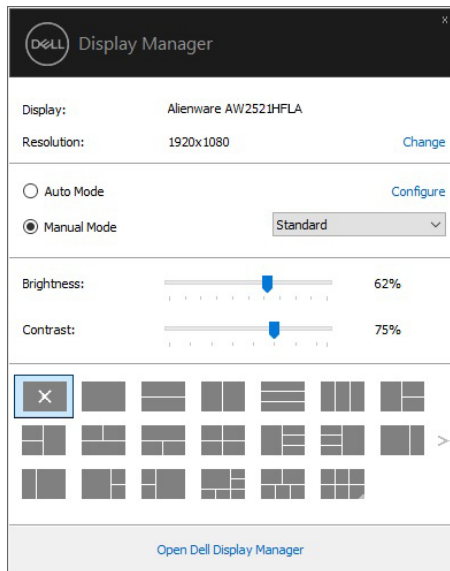 x
DELL Display Manager
Display: Alienware AW2521HFLA
Resolution: 1920x1080 Change
Auto Mode Configure
Manual Mode Standard
Brightness: 62%
Contrast: 75%
Open Dell Display Manager